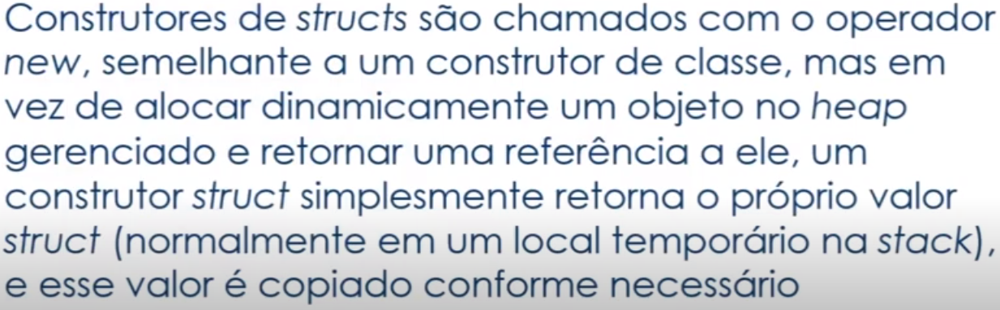 Construtores de structs são chamados com o operador
new, semelhante a um construtor de classe, mas em
vez de alocar dinamicamente um objeto no heap
gerenciado e retornar uma referência a ele, um
construtor struct simplesmente retorna o próprio valor
struct (normalmente em um local temporário na stack),
e esse valor é copiado conforme necessário